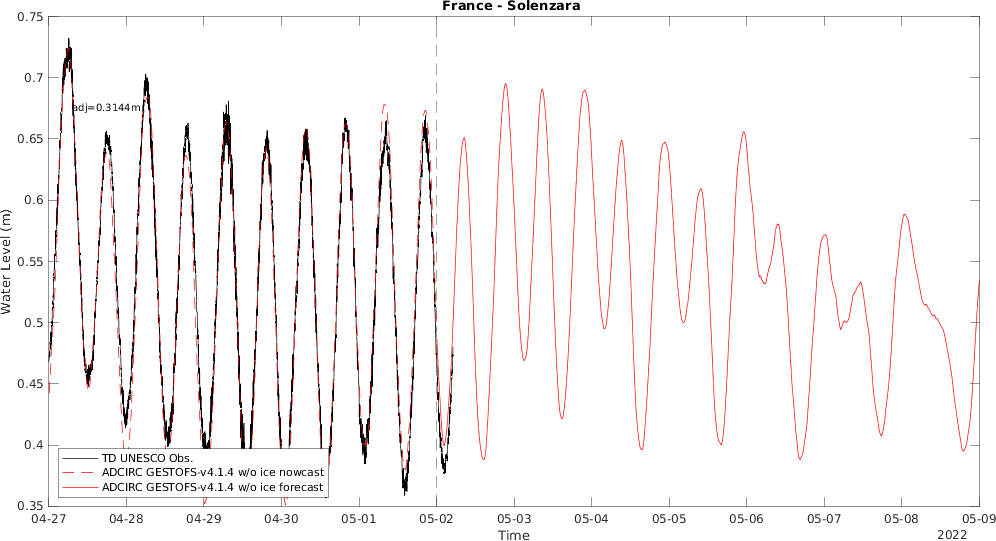 France - Solenzara
0.75
0.7
0.65
0.6
0.55
0.5
0.45
0.4
0.35
Water Level (m)
adj=0.3144m
TD UNESCO Obs.
ADCIRC GESTOFS-v4.1.4 w/o ice nowcast
ADCIRC GESTOFS-v4.1.4 w/o ice forecast
04-27 04-28 04-29 04-30 05-01 05-02 05-03 05-04 05-05 05-06 05-07 05-08 05-09
Time
2022